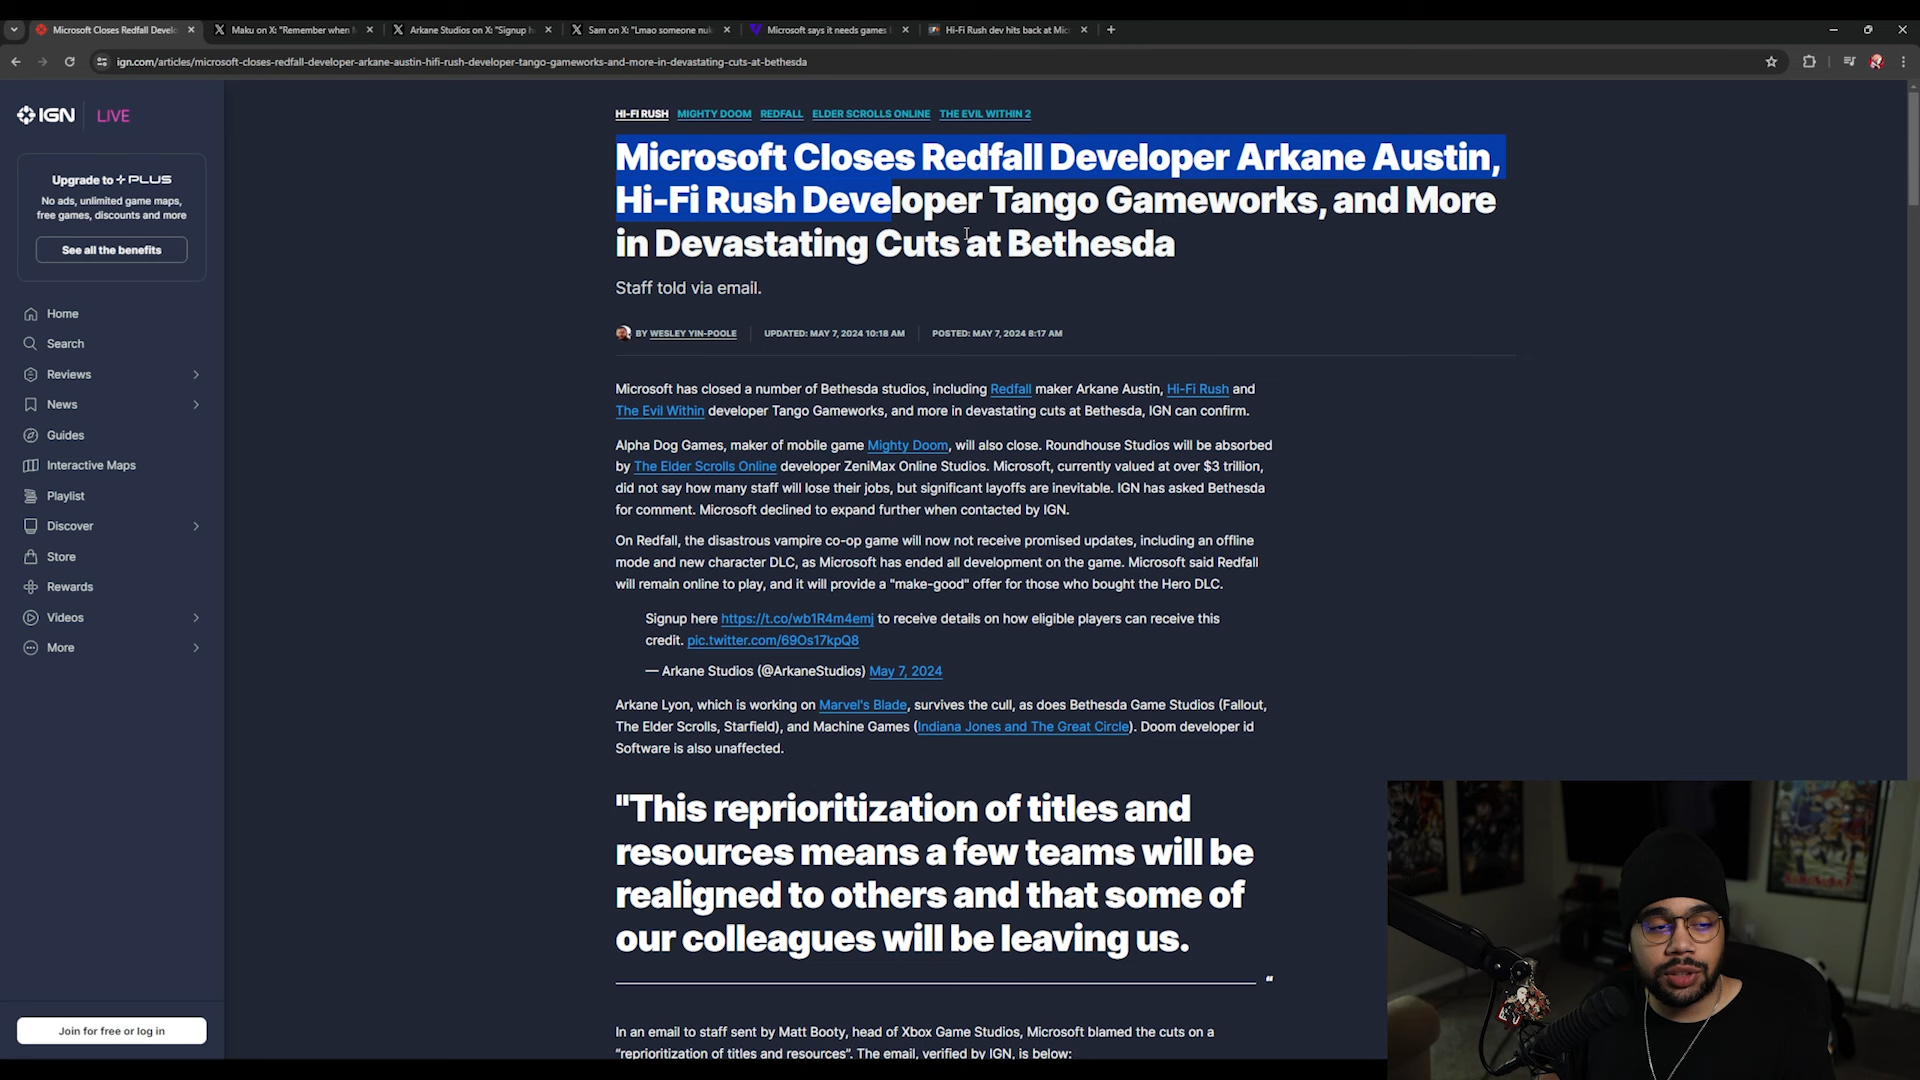 Microsoft Closes Redfall Develo
Maku on X: "Remember when
Arkane Studios on X: "Signup h
Sam on X: "Lmao someone nu
Microsoft says it needs games
Hi-Fi Rush dev hits back at Mic
ign.com/articles/microsoft-closes-redfall-developer-arkane-austin-hifi-rush-developer-tango-gameworks-and-more-in-devastating-cuts-at-bethesda
IGN LIVE
Upgrade to PLUS
No ads, unlimited game maps,
free games, discounts and more
See all the benefits
Home
Search
Reviews
News
Guides
Interactive Maps
Playlist
Discover
Store
Rewards
Videos
More
Join for free or log in
HI-FI RUSH MIGHTY DOOM REDFALL ELDER SCROLLS ONLINE THE EVIL WITHIN 2
Microsoft Closes Redfall Developer Arkane Austin,
Hi-Fi Rush Developer Tango Gameworks, and More
in Devastating Cuts at Bethesda
Staff told via email.
BY WESLEY YIN-POOLE UPDATED: MAY 7, 2024 10:18 AM POSTED: MAY 7, 2024 8:17 AM
Microsoft has closed a number of Bethesda studios, including Redfall maker Arkane Austin, Hi-Fi Rush and
The Evil Within developer Tango Gameworks, and more in devastating cuts at Bethesda, IGN can confirm.
Alpha Dog Games, maker of mobile game Mighty Doom, will also close. Roundhouse Studios will be absorbed
by The Elder Scrolls Online developer ZeniMax Online Studios. Microsoft, currently valued at over $3 trillion,
did not say how many staff will lose their jobs, but significant layoffs are inevitable. IGN has asked Bethesda
for comment. Microsoft declined to expand further when contacted by IGN.
On Redfall, the disastrous vampire co-op game will now not receive promised updates, including an offline
mode and new character DLC, as Microsoft has ended all development on the game. Microsoft said Redfall
will remain online to play, and it will provide a "make-good" offer for those who bought the Hero DLC.
Signup here https://t.co/wb1R4m4emj to receive details on how eligible players can receive this
credit. pic.twitter.com/69Os17kpQ8
— Arkane Studios (@ArkaneStudios) May 7, 2024
Arkane Lyon, which is working on Marvel's Blade, survives the cull, as does Bethesda Game Studios (Fallout,
The Elder Scrolls, Starfield), and Machine Games (Indiana Jones and The Great Circle). Doom developer id
Software is also unaffected.
"This reprioritization of titles and
resources means a few teams will be
realigned to others and that some of
our colleagues will be leaving us.
“
In an email to staff sent by Matt Booty, head of Xbox Game Studios, Microsoft blamed the cuts on a
"reprioritization of titles and resources". The email, verified by IGN, is below: